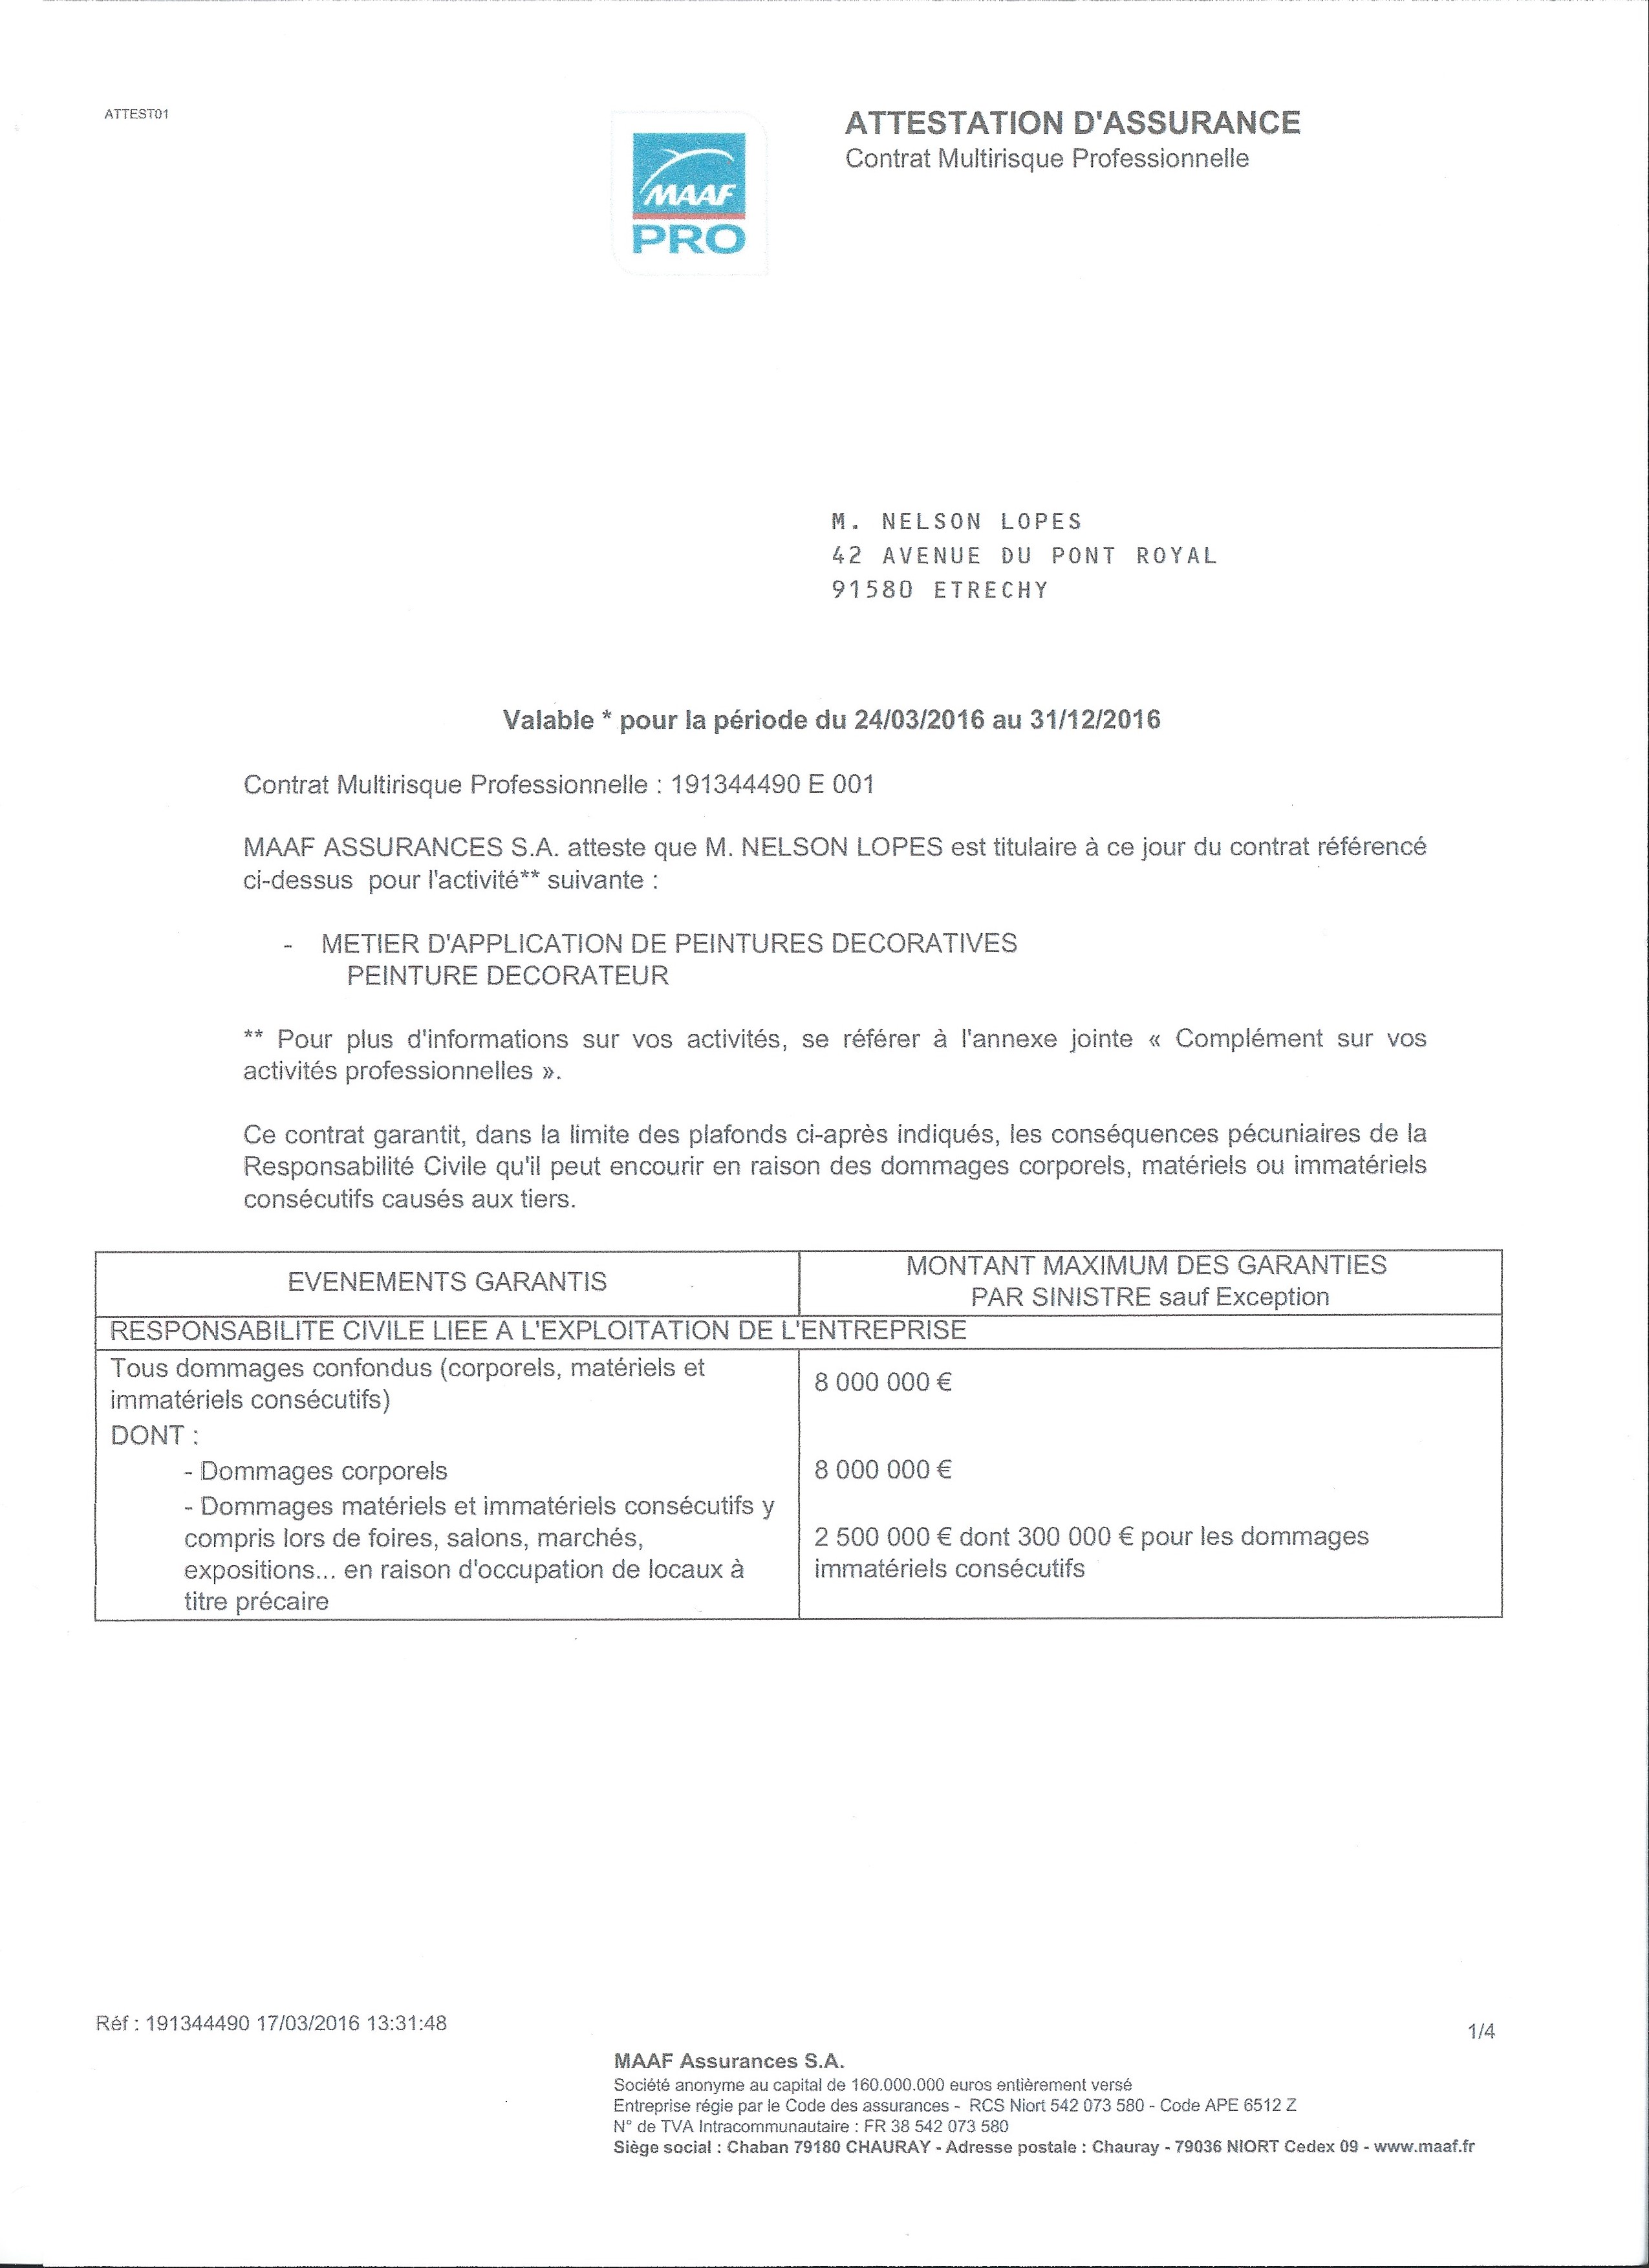 ATTEST01
MAAF
PRO
ATTESTATION D'ASSURANCE
Contrat Multirisque Professionnelle
M. NELSON LOPES
42 AVENUE DU PONT ROYAL
91580 ETRECHY
Valable * pour la période du 24/03/2016 au 31/12/2016
Contrat Multirisque Professionnelle : 191344490 E 001
MAAF ASSURANCES S.A. atteste que M. NELSON LOPES est titulaire à ce jour du contrat référencé
ci-dessus pour l'activité** suivante :
- METIER D'APPLICATION DE PEINTURES DECORATIVES
PEINTURE DECORATEUR
** Pour plus d'informations sur vos activités, se référer à l'annexe jointe « Complément sur vos
activités professionnelles ».
Ce contrat garantit, dans la limite des plafonds ci-après indiqués, les conséquences pécuniaires de la
Responsabilité Civile qu'il peut encourir en raison des dommages corporels, matériels ou immatériels
consécutifs causés aux tiers.
EVENEMENTS GARANTIS
MONTANT MAXIMUM DES GARANTIES
PAR SINISTRE sauf Exception
RESPONSABILITE CIVILE LIEE A L'EXPLOITATION DE L'ENTREPRISE
Tous dommages confondus (corporels, matériels et
immatériels consécutifs)
8 000 000 €
DONT :
- Dommages corporels
8 000 000 €
- Dommages matériels et immatériels consécutifs y
compris lors de foires, salons, marchés,
expositions... en raison d'occupation de locaux à
titre précaire
2 500 000 € dont 300 000 € pour les dommages
immatériels consécutifs
Réf : 191344490 17/03/2016 13:31:48
1/4
MAAF Assurances S.A.
Société anonyme au capital de 160.000.000 euros entièrement versé
Entreprise régie par le Code des assurances - RCS Niort 542 073 580 - Code APE 6512 Z
N° de TVA Intracommunautaire : FR 38 542 073 580
Siège social : Chaban 79180 CHAURAY - Adresse postale : Chauray - 79036 NIORT Cedex 09 - www.maaf.fr